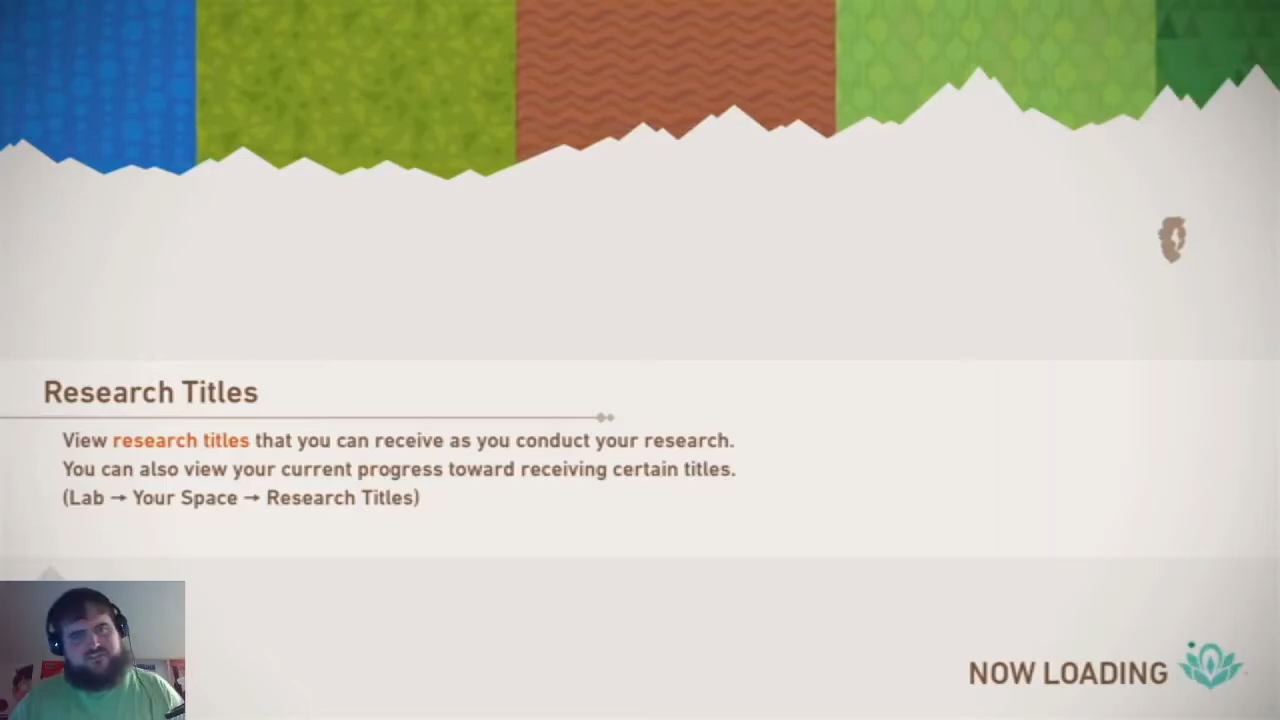 Research Titles
View research titles that you can receive as you conduct your research.
You can also view your current progress toward receiving certain titles.
(Lab → Your Space → Research Titles)
NOW LOADING